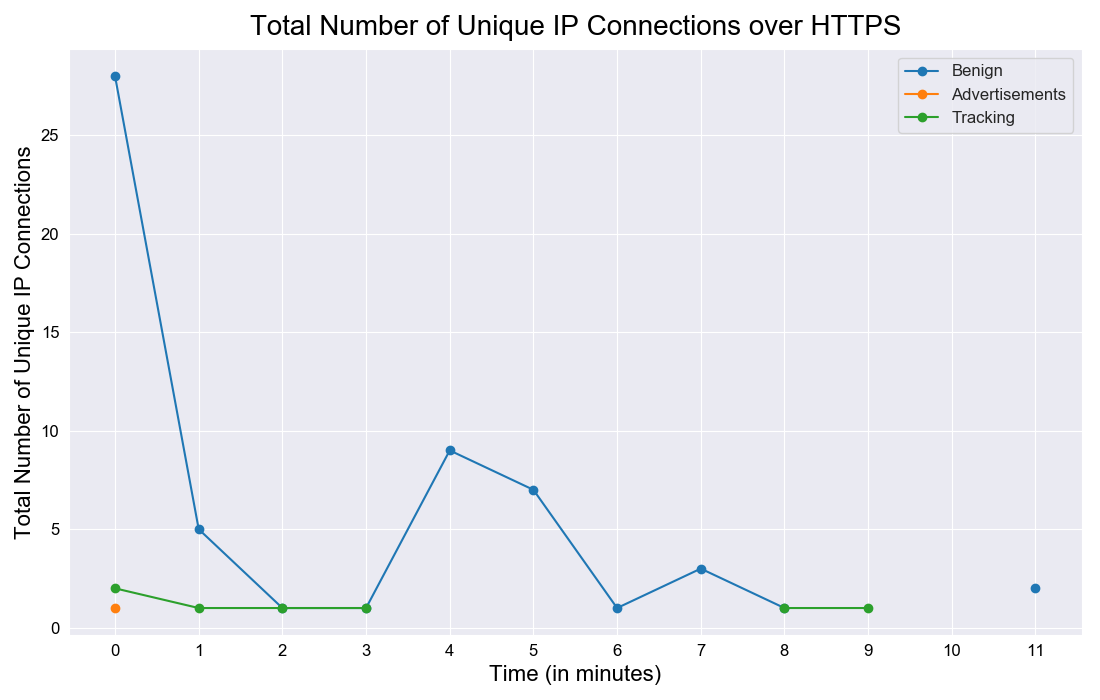 Total Number of Unique IP Connections over HTTPS
Benign
Advertisements
Tracking
Total Number of Unique IP Connections
25
20
15
10
5
0
0 1 2 3 4 5 6 7 8 9 10 11
Time (in minutes)